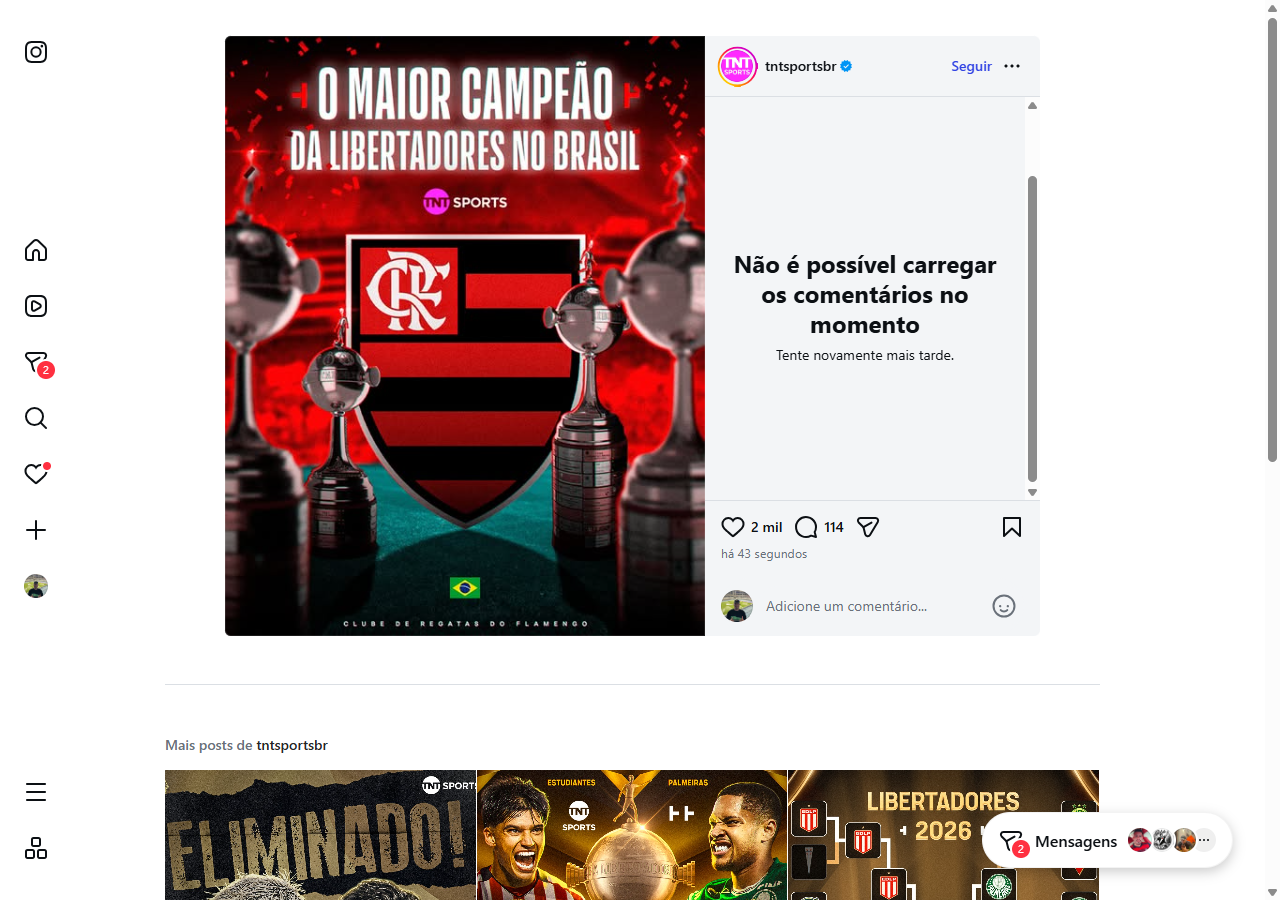 O MAIOR CAMPEÃO
DA LIBERTADORES NO BRASIL
TNT SPORTS
CLUBE DE REGATAS DO FLAMENGO
TNT SPORTS
tntsportsbr
Seguir
Não é possível carregar
os comentários no
momento
Tente novamente mais tarde.
2 mil
114
há 43 segundos
Adicione um comentário...
2
Mais posts de tntsportsbr
TNT SPORTS
ELIMINADO!
ESTUDIANTES
PALMEIRAS
TNT
SPORTS
LIBERTADORES
2026
2
Mensagens